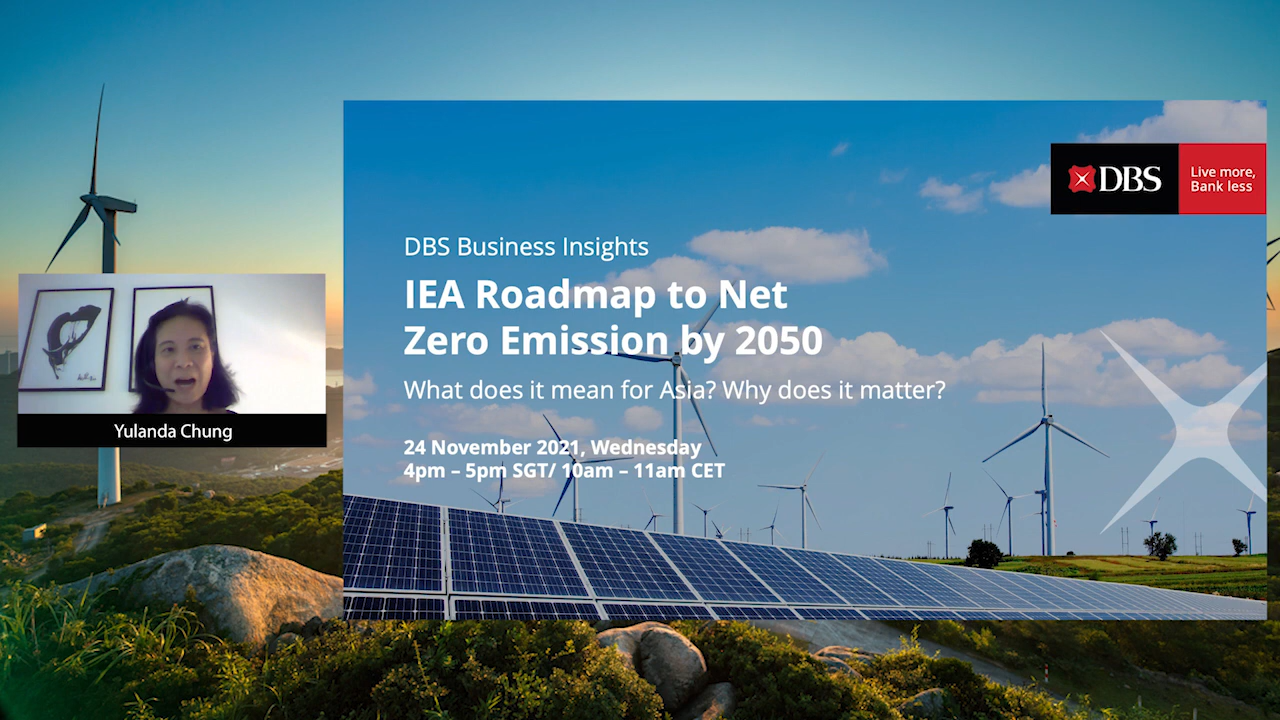 DBS
Live more,
Bank less
DBS Business Insights
IEA Roadmap to Net
Zero Emission by 2050
What does it mean for Asia? Why does it matter?
24 November 2021, Wednesday
4pm – 5pm SGT/ 10am – 11am CET
Yulanda Chung